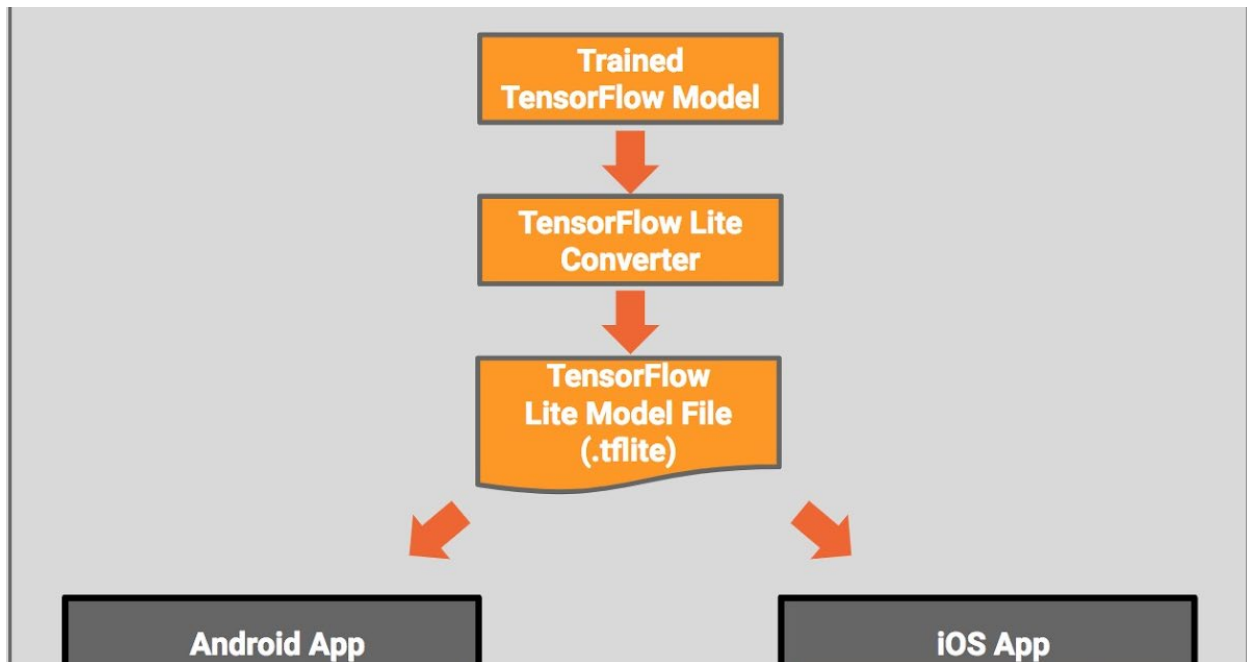 Trained
TensorFlow Model
TensorFlow Lite
Converter
TensorFlow
Lite Model File
(.tflite)
Android App
iOS App